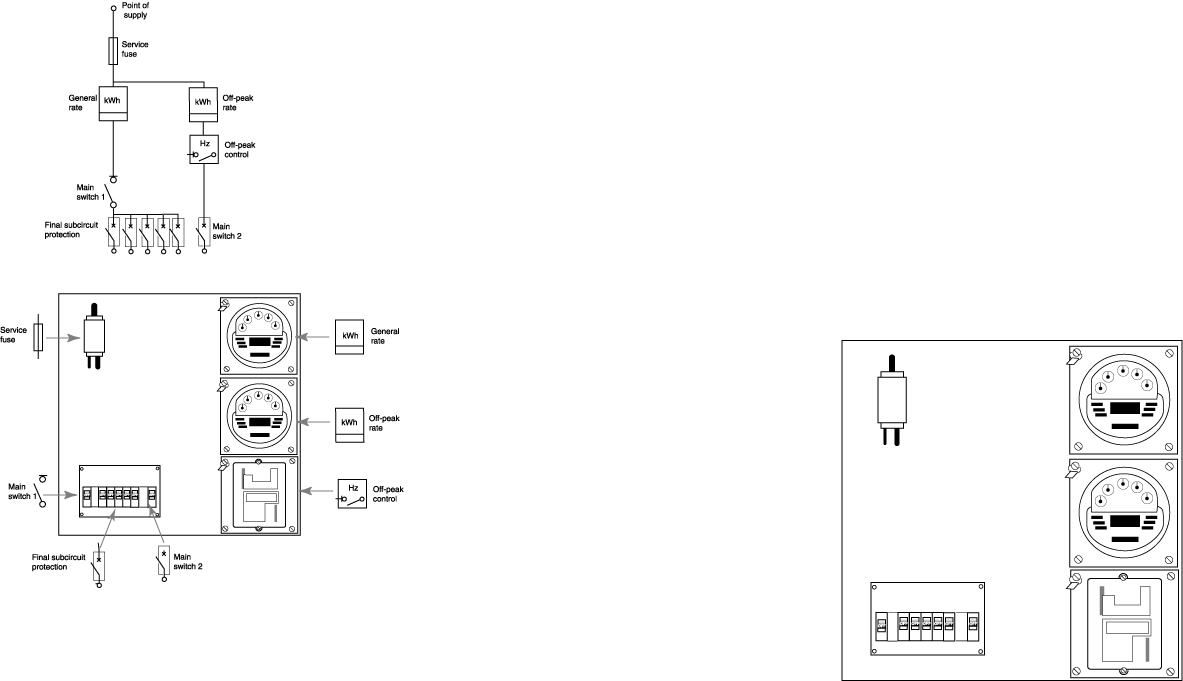 Point of
supply
Service
fuse
General
rate
kWh
kWh
Off-peak
rate
Hz
Off-peak
control
Main
switch 1
Final subcircuit
protection
Main
switch 2
Service
fuse
kWh
General
rate
kWh
Off-peak
rate
Main
switch 1
Hz
Off-peak
control
Final subcircuit
protection
Main
switch 2